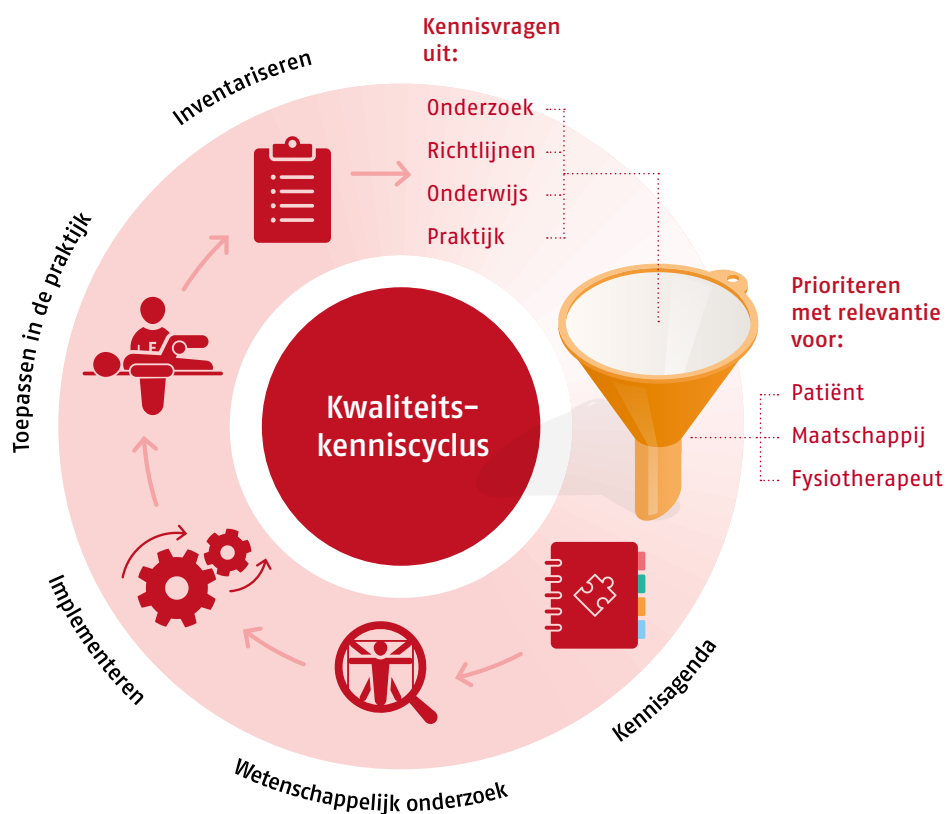 Kennisvragen
uit:
Inventariseren
Onderzoek
Richtlijnen
Onderwijs
Praktijk
Prioriteren
met relevantie
voor:
Patiënt
Maatschappij
Fysiotherapeut
Kennisagenda
Wetenschappelijk onderzoek
Implementeren
Toepassen in de praktijk
Kwaliteits-
kenniscyclus